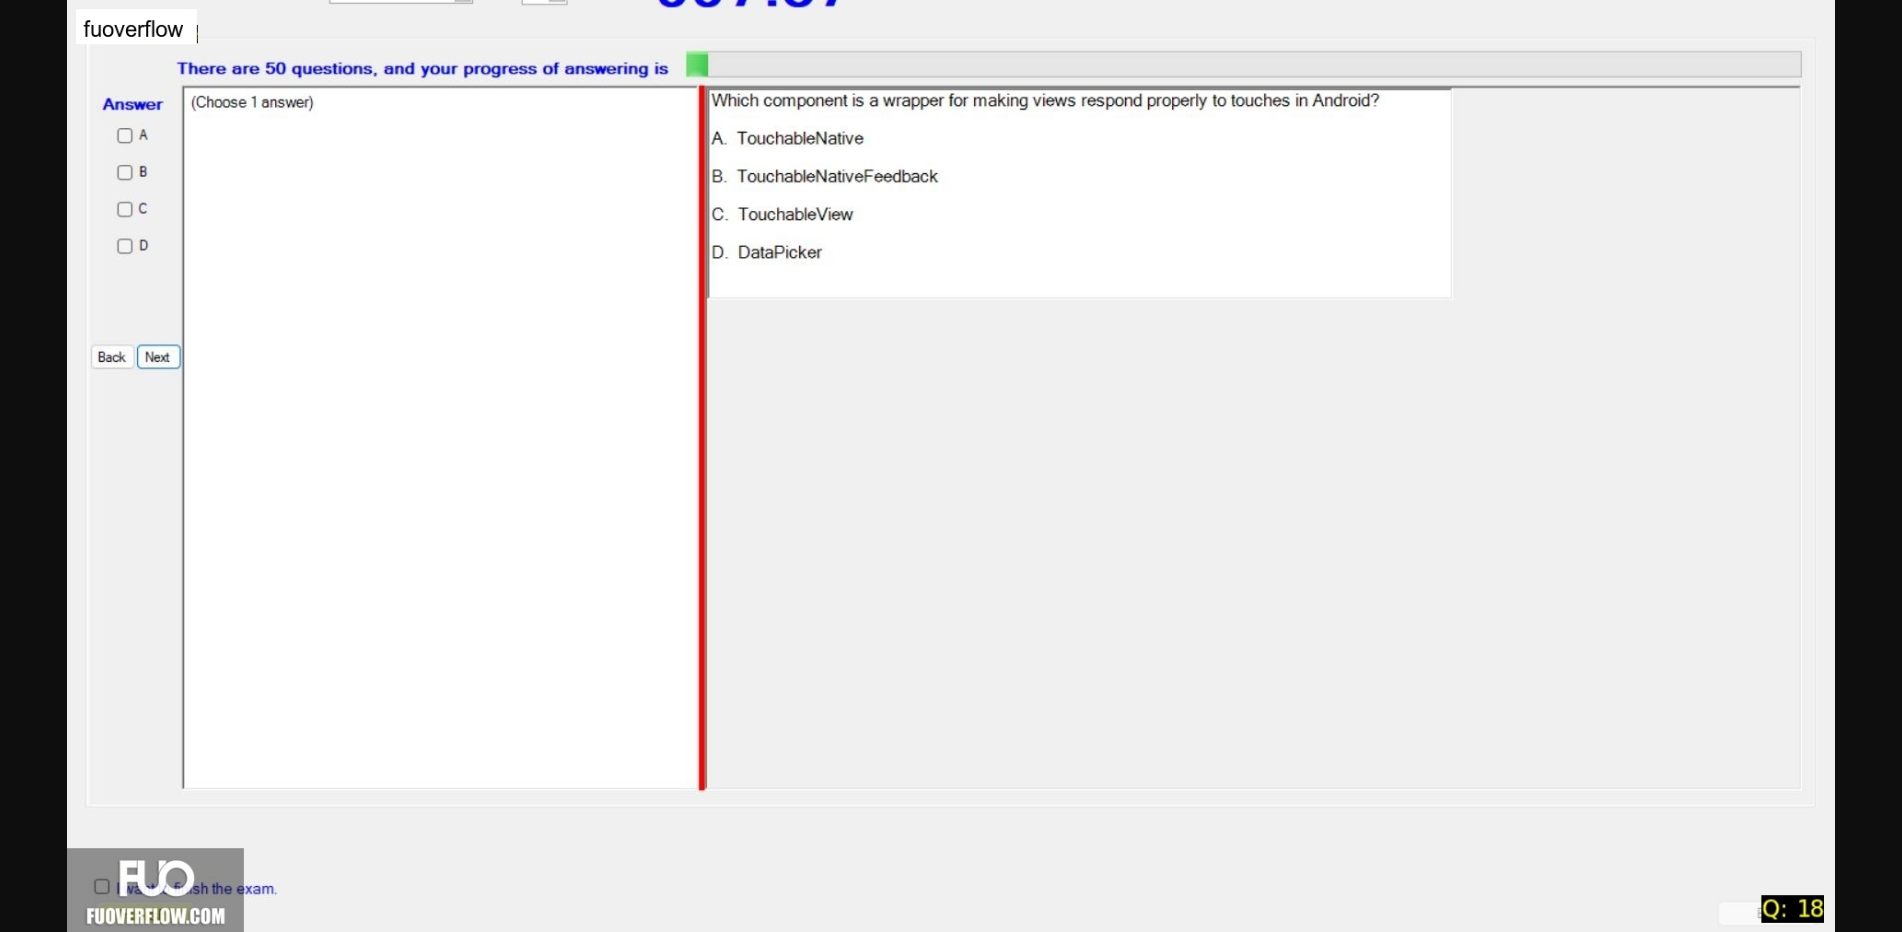 fuoverflow
There are 50 questions, and your progress of answering is
Answer
(Choose 1 answer)
A
B
C
D
Back Next
Which component is a wrapper for making views respond properly to touches in Android?
A. TouchableNative
B. TouchableNativeFeedback
C. TouchableView
D. DataPicker
FUO
the exam.
FUOVERFLOW.COM
Q: 18